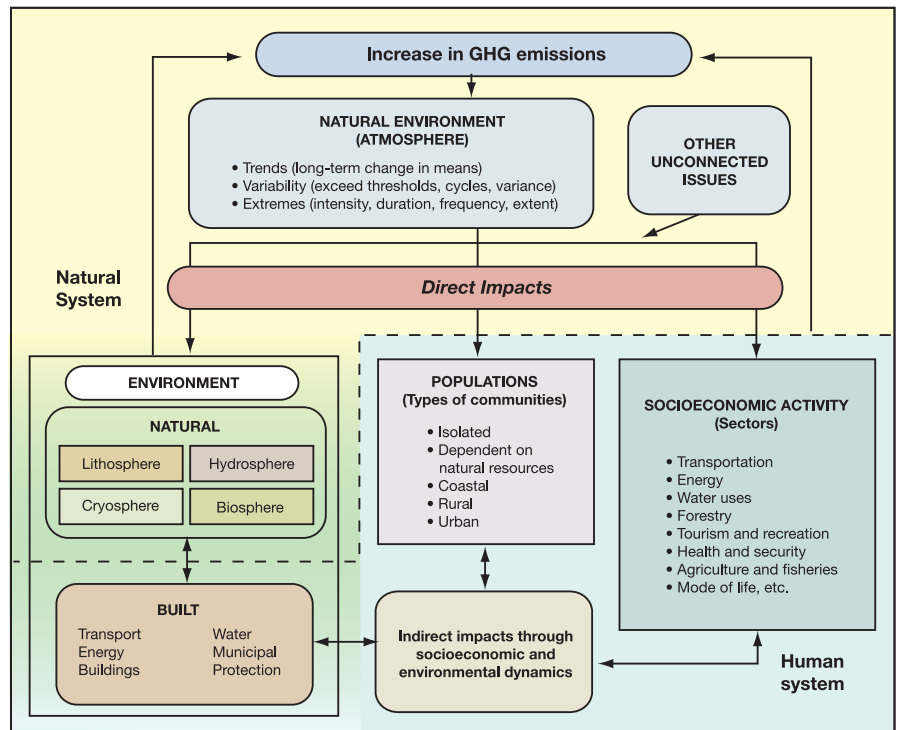 Increase in GHG emissions
NATURAL ENVIRONMENT
(ATMOSPHERE)
• Trends (long-term change in means)
• Variability (exceed thresholds, cycles, variance)
• Extremes (intensity, duration, frequency, extent)
OTHER
UNCONNECTED
ISSUES
Natural
System
Direct Impacts
ENVIRONMENT
NATURAL
Lithosphere
Hydrosphere
Cryosphere
Biosphere
POPULATIONS
(Types of communities)
• Isolated
• Dependent on
natural resources
• Coastal
• Rural
• Urban
SOCIOECONOMIC ACTIVITY
(Sectors)
• Transportation
• Energy
• Water uses
• Forestry
• Tourism and recreation
• Health and security
• Agriculture and fisheries
• Mode of life, etc.
BUILT
Transport
Energy
Buildings
Water
Municipal
Protection
Indirect impacts through
socioeconomic and
environmental dynamics
Human
system